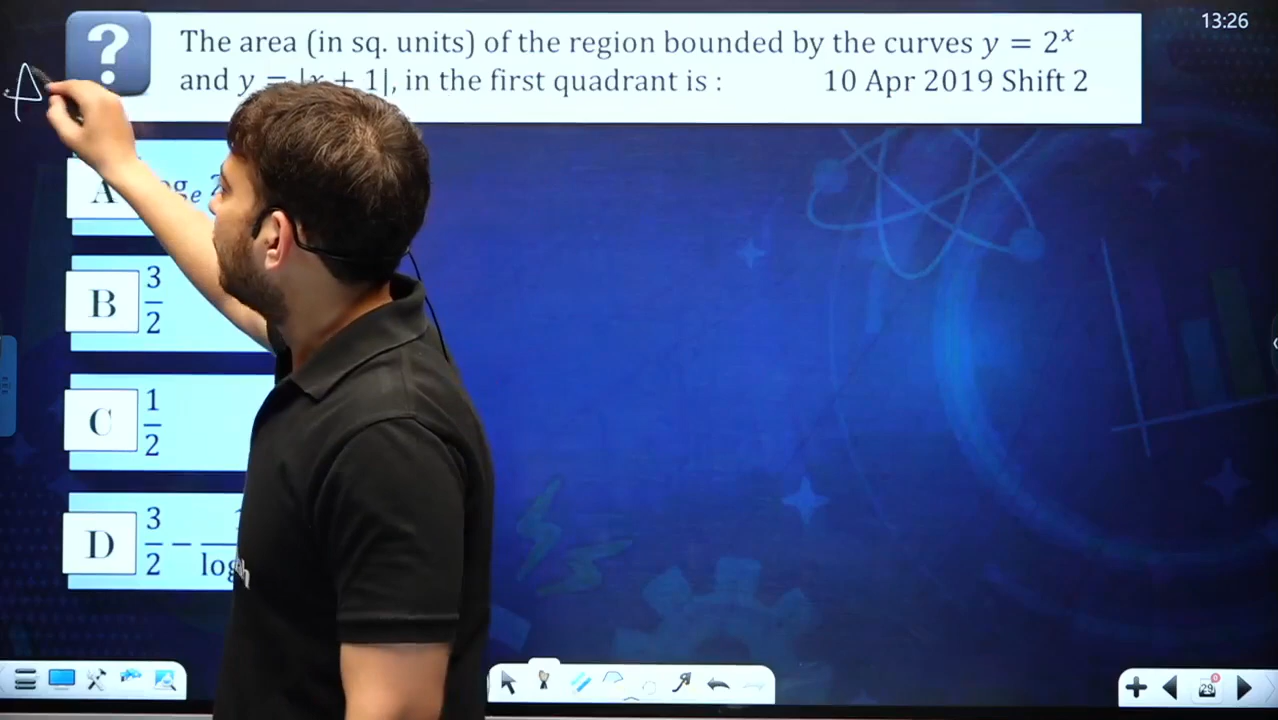 13:26
? The area (in sq. units) of the region bounded by the curves y = 2^x
and y = |x + 1|, in the first quadrant is : 10 Apr 2019 Shift 2
A
A
B 3/2
C 1/2
D 3/2 −
29